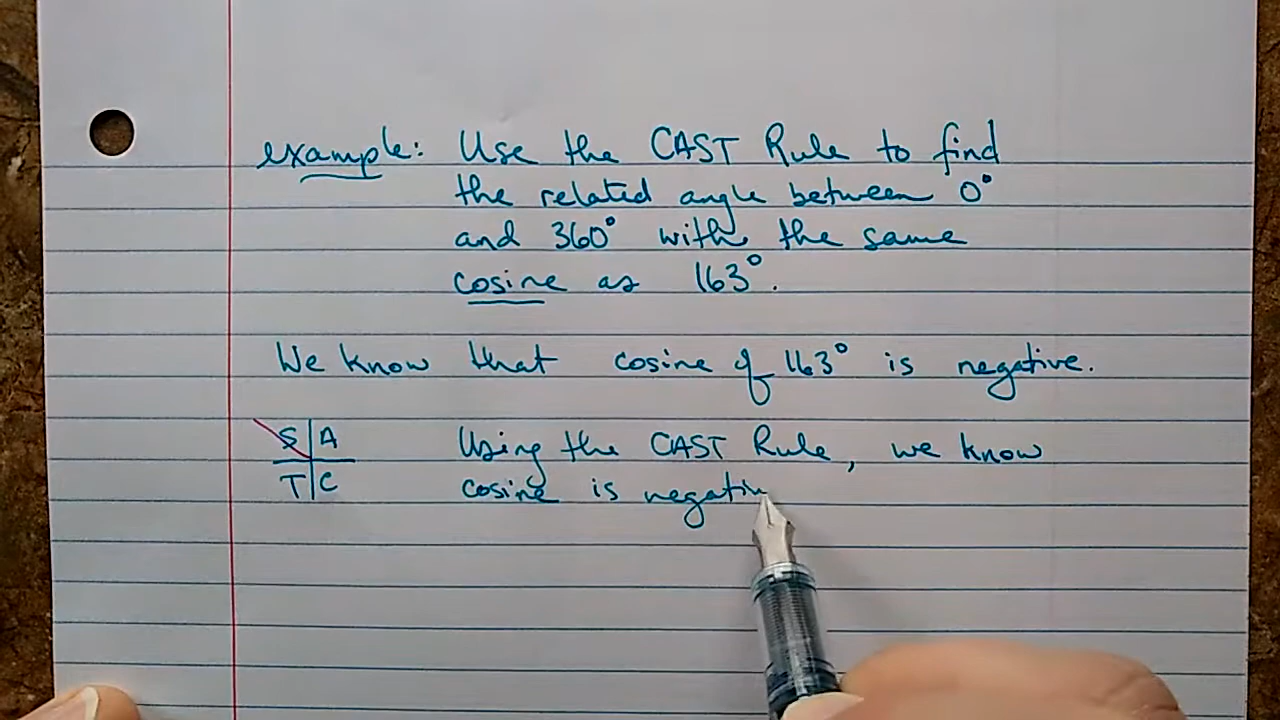 example: Use the CAST Rule to find
the related angle between 0°
and 360° with the same
cosine as 163°.
We know that cosine of 163° is negative.
S A
T C
Using the CAST Rule, we know
cosine is negativ